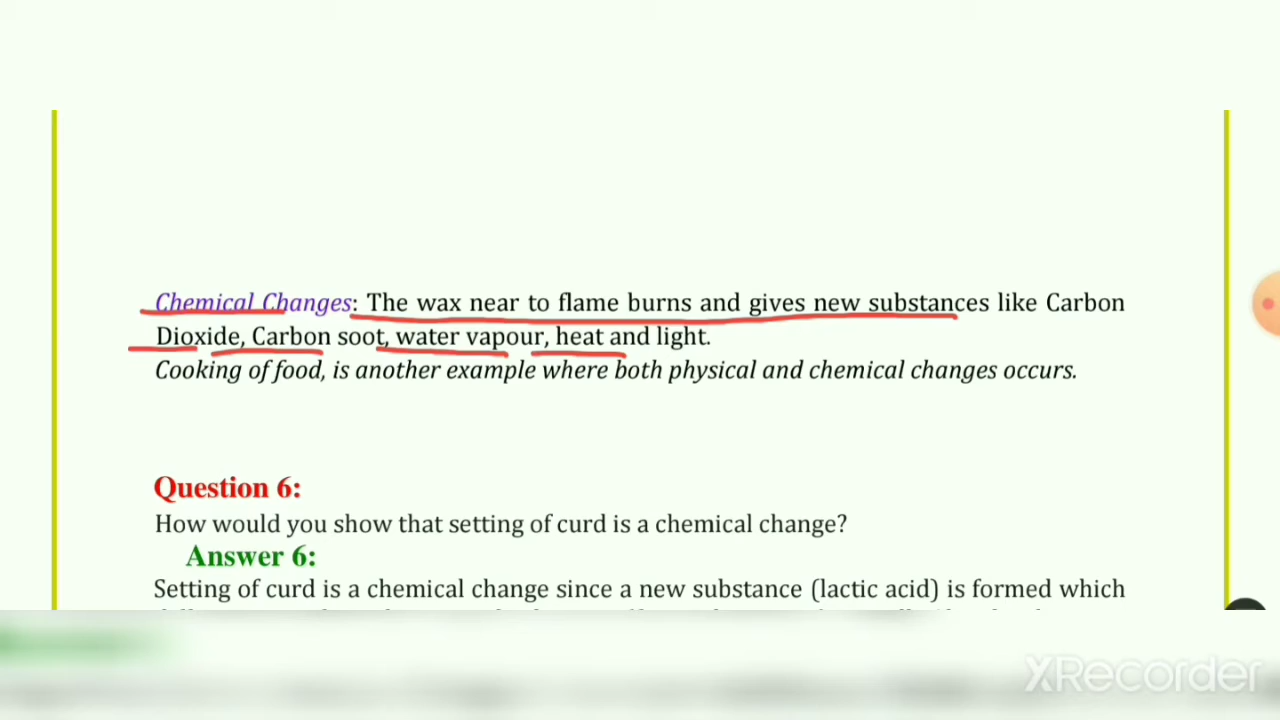 Chemical Changes: The wax near to flame burns and gives new substances like Carbon
Dioxide, Carbon soot, water vapour, heat and light.
Cooking of food, is another example where both physical and chemical changes occurs.
Question 6:
How would you show that setting of curd is a chemical change?
Answer 6:
Setting of curd is a chemical change since a new substance (lactic acid) is formed which
XRecorder